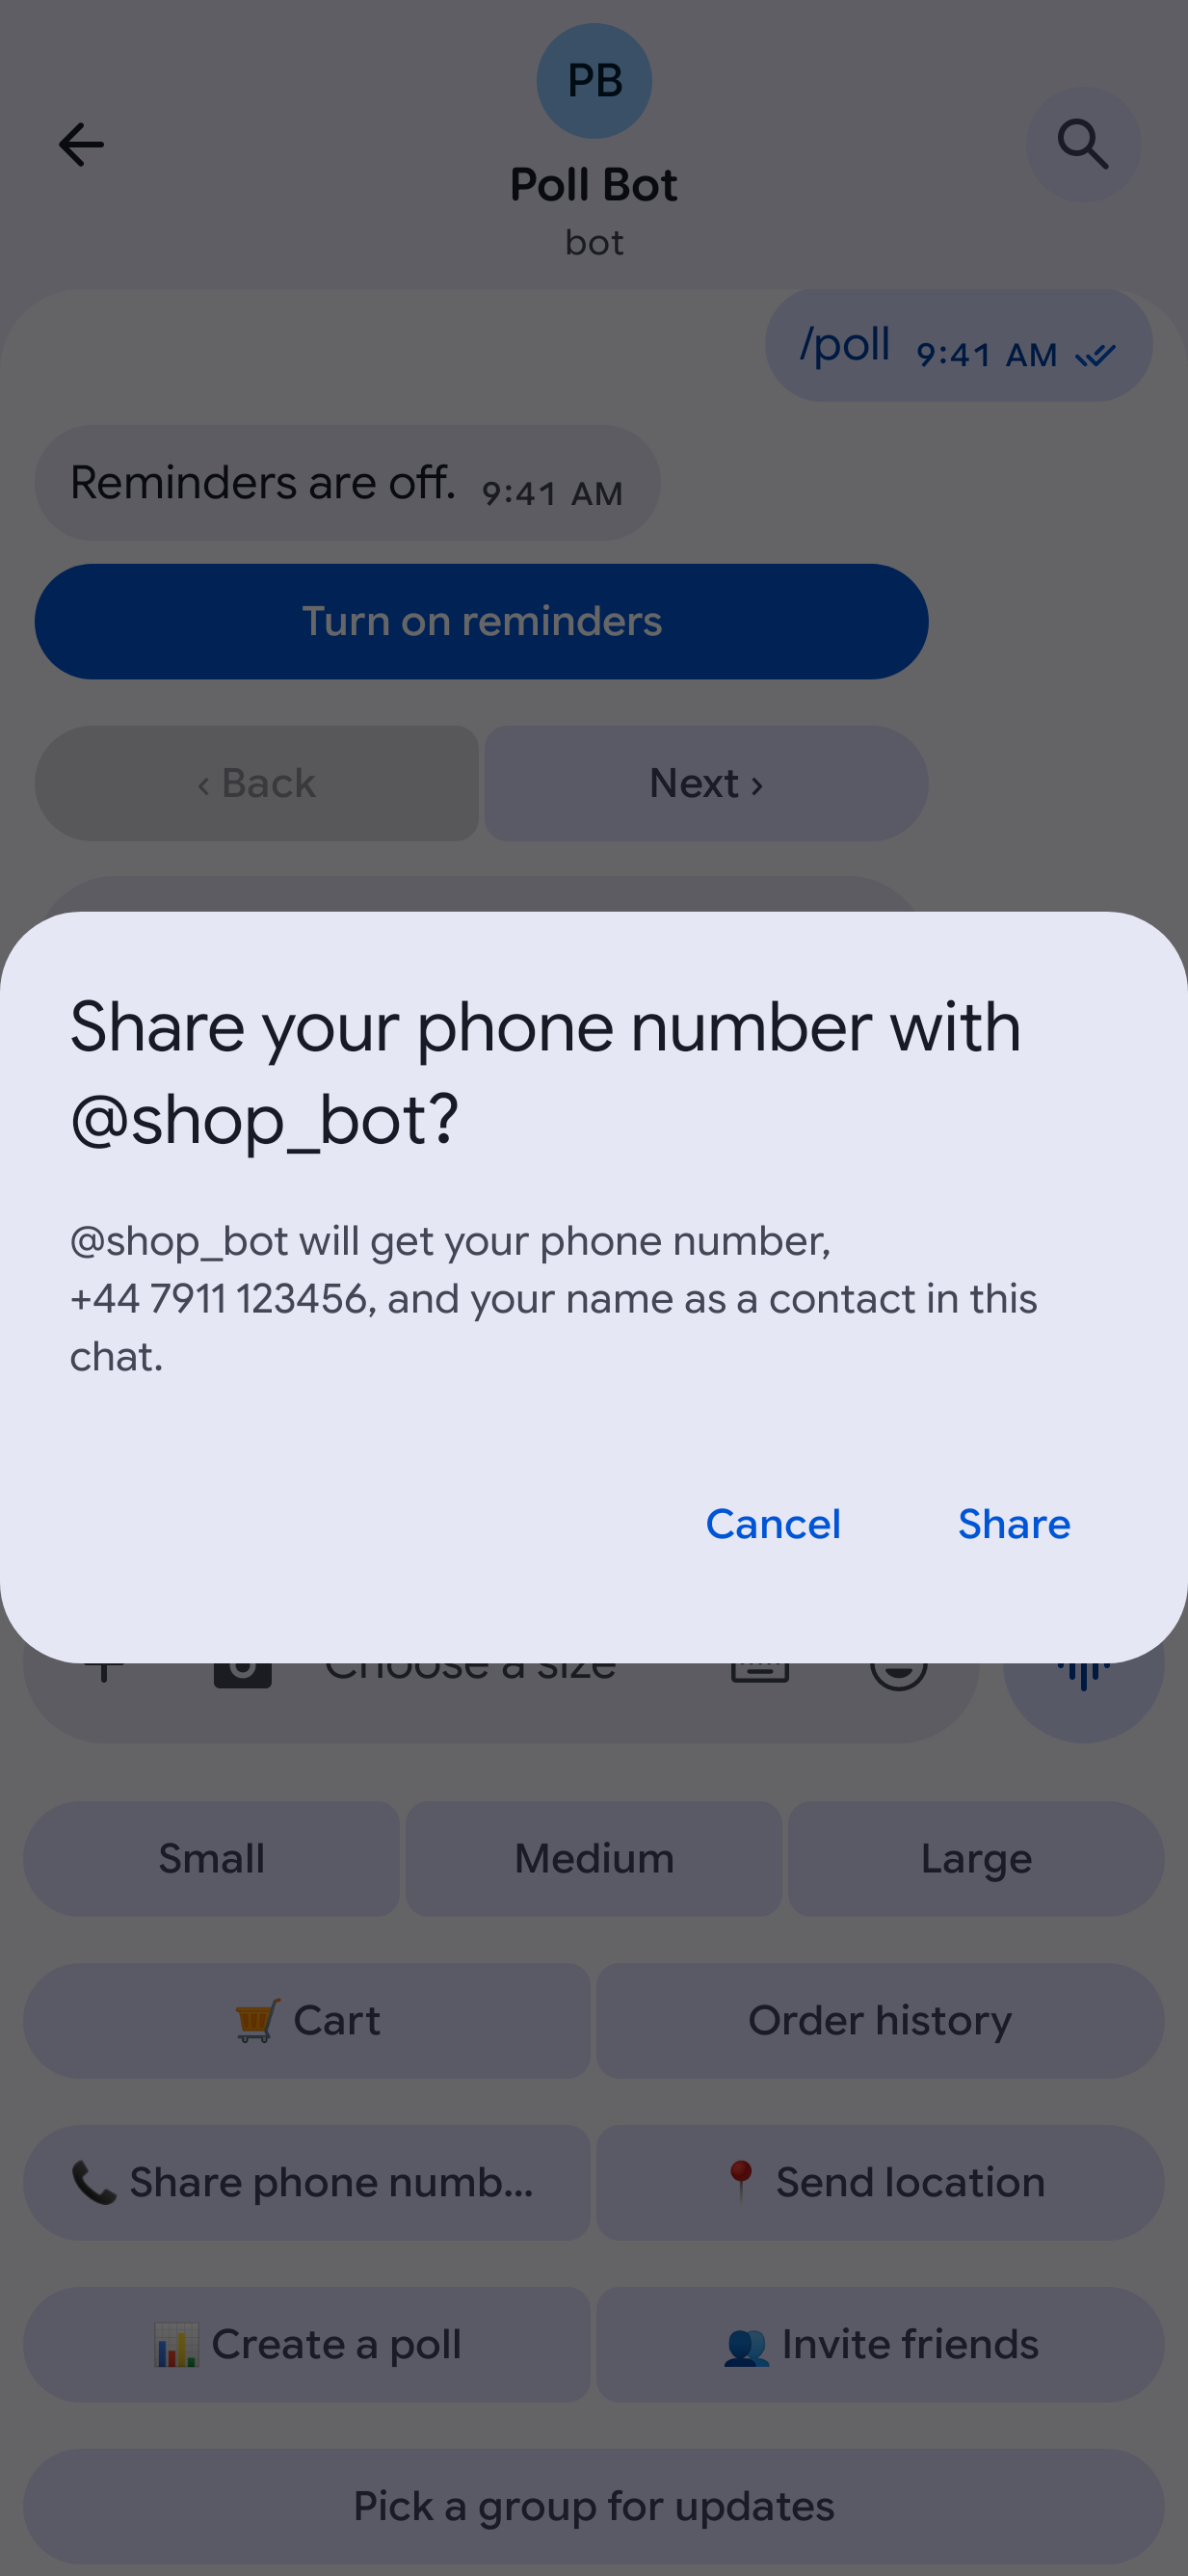 PB
Poll Bot
bot
/poll 9:41 AM
Reminders are off. 9:41 AM
Turn on reminders
‹ Back
Next ›
Share your phone number with
@shop_bot?
@shop_bot will get your phone number,
+44 7911 123456, and your name as a contact in this
chat.
Cancel
Share
Choose a size
Small
Medium
Large
🛒 Cart
Order history
📞 Share phone numb...
📍 Send location
📊 Create a poll
👥 Invite friends
Pick a group for updates